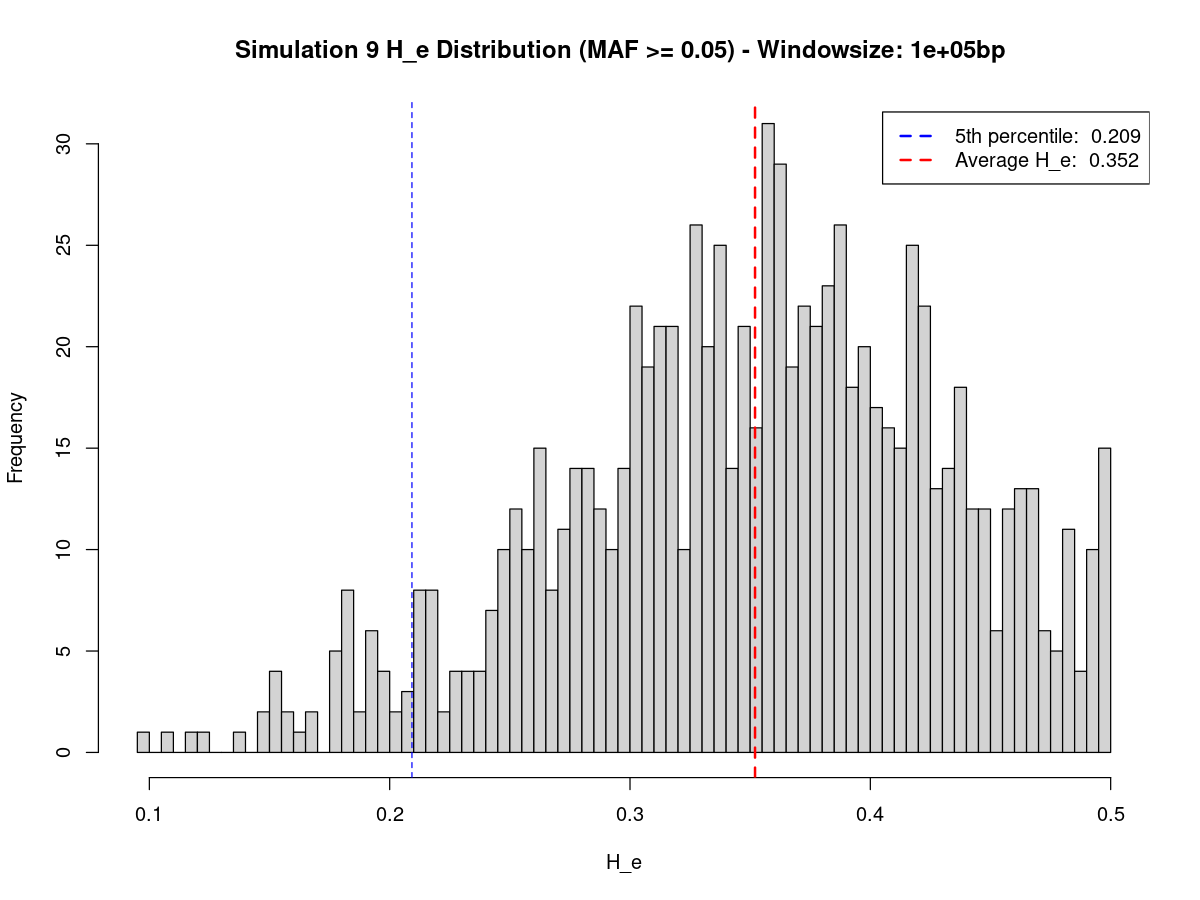 Simulation 9 H_e Distribution (MAF >= 0.05) - Windowsize: 1e+05bp
5th percentile: 0.209
Average H_e: 0.352
30
25
20
15
10
5
0
Frequency
0.1 0.2 0.3 0.4 0.5
H_e